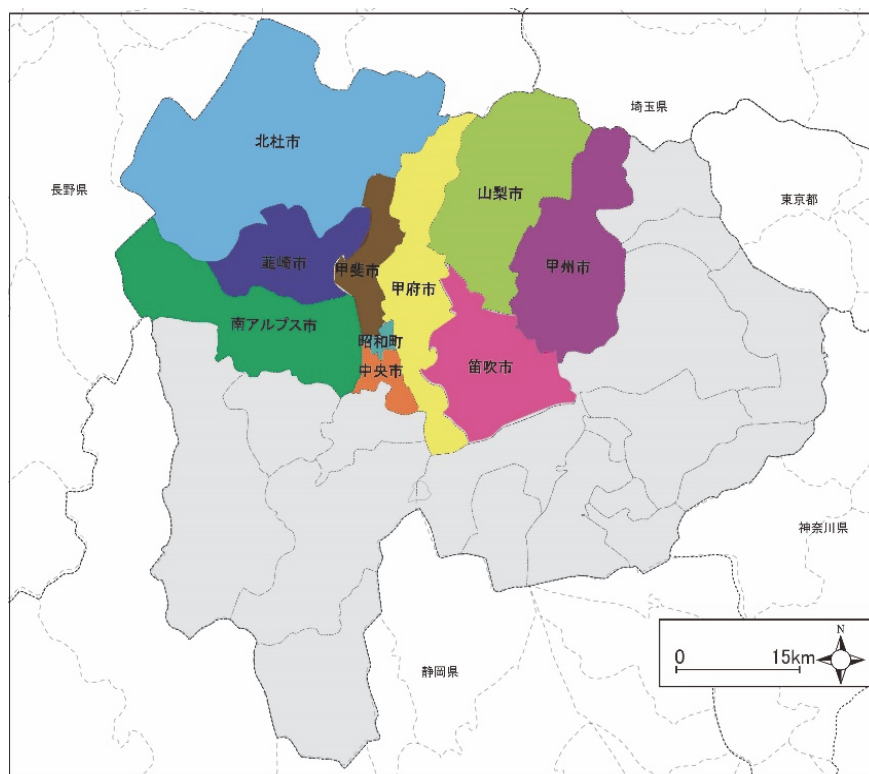 埼玉県
北杜市
長野県
山梨市
東京都
韮崎市
甲斐市
甲府市
甲州市
南アルプス市
昭和町
中央市
笛吹市
神奈川県
静岡県
N
0 15km